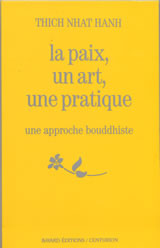 THICH NHAT HANH
la paix,
un art,
une pratique
une approche bouddhiste
BAYARD ÉDITIONS / CENTURION